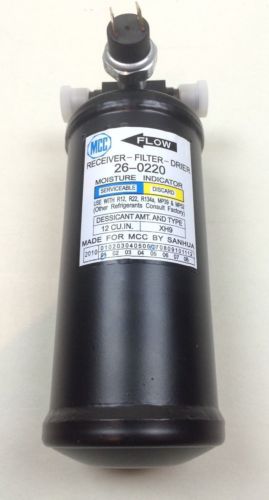 MCC
FLOW
RECEIVER-FILTER-DRIER
26-0220
MOISTURE INDICATOR
SERVICEABLE DISCARD
USE WITH R12, R22, R134a, MP39 & MP52
(Other Refrigerants Consult Factory)
DESSICANT AMT. AND TYPE
12 CU.IN. XH9
MADE FOR MCC BY SANHUA
2010 01 02 03 04 05 06 07 08 09 10 11 12
02 03 04 05 06 07 08